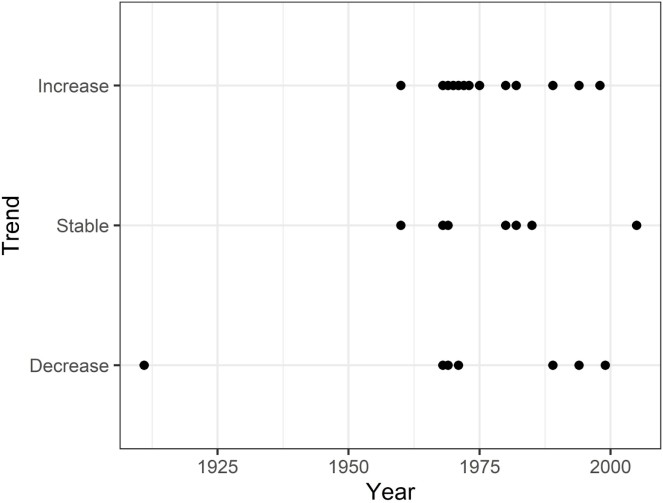 Increase
Stable
Decrease
Trend
1925 1950 1975 2000
Year